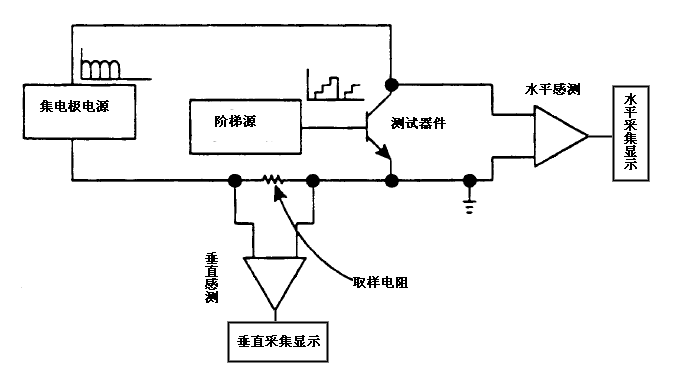 集电极电源
阶梯源
测试器件
水平感测
水平采集显示
垂直感测
取样电阻
垂直采集显示